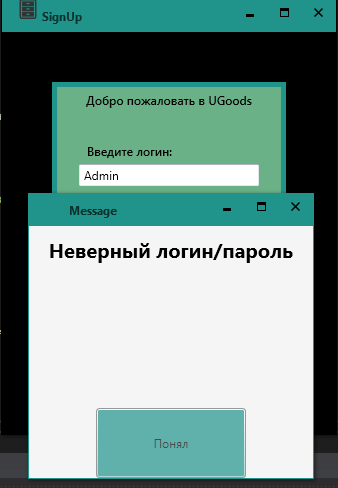 SignUp
Добро пожаловать в UGoods
Введите логин:
Admin
Message
Неверный логин/пароль
Понял